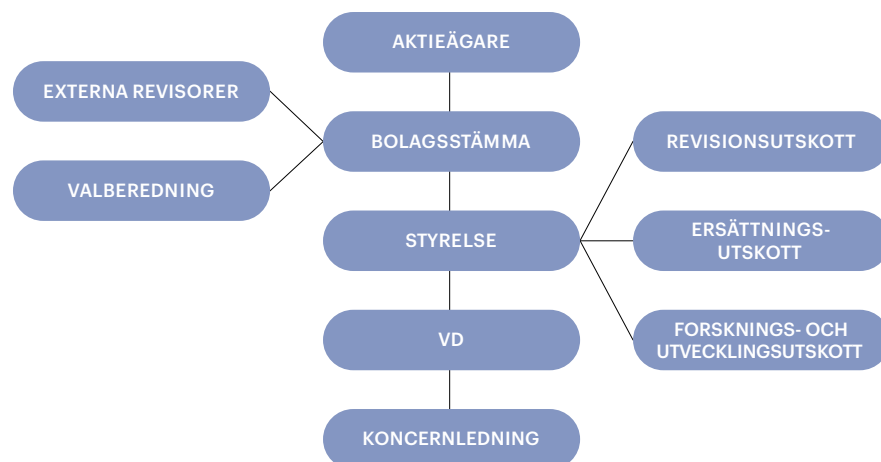 AKTIEÄGARE
EXTERNA REVISORER
BOLAGSSTÄMMA
REVISIONSUTSKOTT
VALBEREDNING
STYRELSE
ERSÄTTNINGS-
UTSKOTT
VD
FORSKNINGS- OCH
UTVECKLINGSUTSKOTT
KONCERNLEDNING